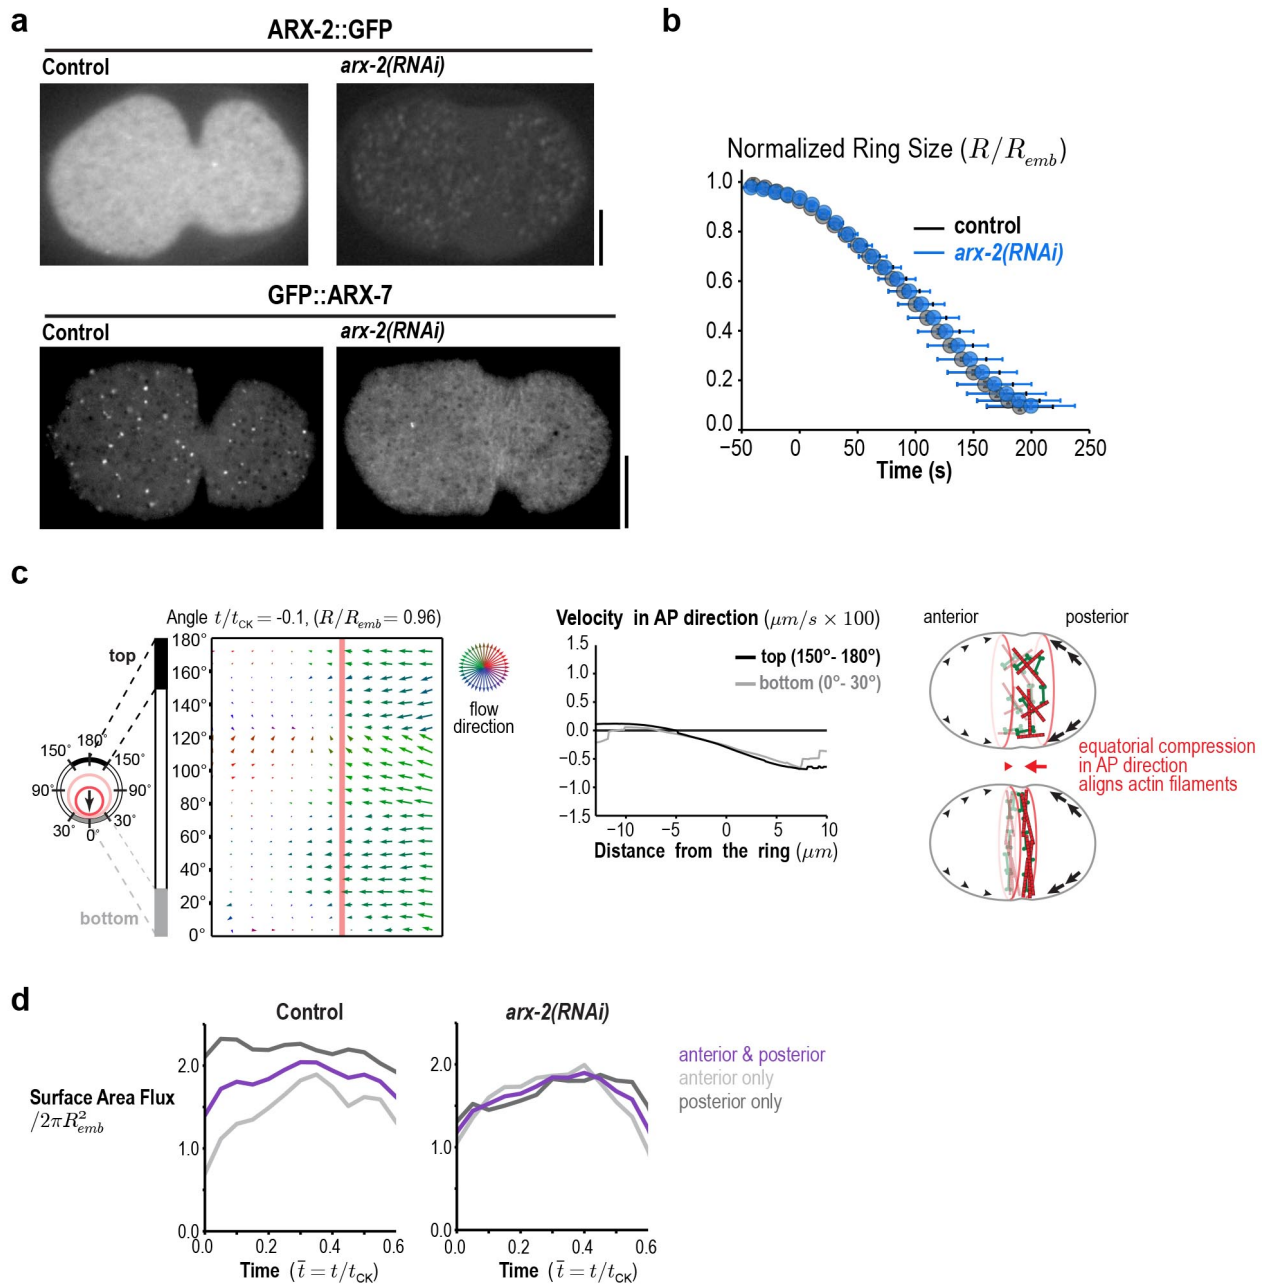 a
ARX-2::GFP
Control
arx-2(RNAi)
GFP::ARX-7
Control
arx-2(RNAi)
b
Normalized Ring Size (R/R_emb)
1.0
0.8
0.6
0.4
0.2
0.0
control
arx-2(RNAi)
−50 0 50 100 150 200 250
Time (s)
c
Angle t/t_CK = -0.1, (R/R_emb = 0.96)
top
bottom
180°
150° 150°
90° 90°
30° 30°
0°
180°
160°
140°
120°
100°
80°
60°
40°
20°
0°
flow
direction
Velocity in AP direction (μm/s × 100)
1.5
1.0
0.5
0.0
−0.5
−1.0
−1.5
top (150°- 180°)
bottom (0°- 30°)
−10 −5 0 5 10
Distance from the ring (μm)
anterior posterior
equatorial compression
in AP direction
aligns actin filaments
d
Control
Surface Area Flux
/2πR²_emb
2.0
1.0
0.0
0.0 0.2 0.4 0.6
Time (t̄ = t/t_CK)
arx-2(RNAi)
2.0
1.0
0.0
0.0 0.2 0.4 0.6
Time (t̄ = t/t_CK)
anterior & posterior
anterior only
posterior only